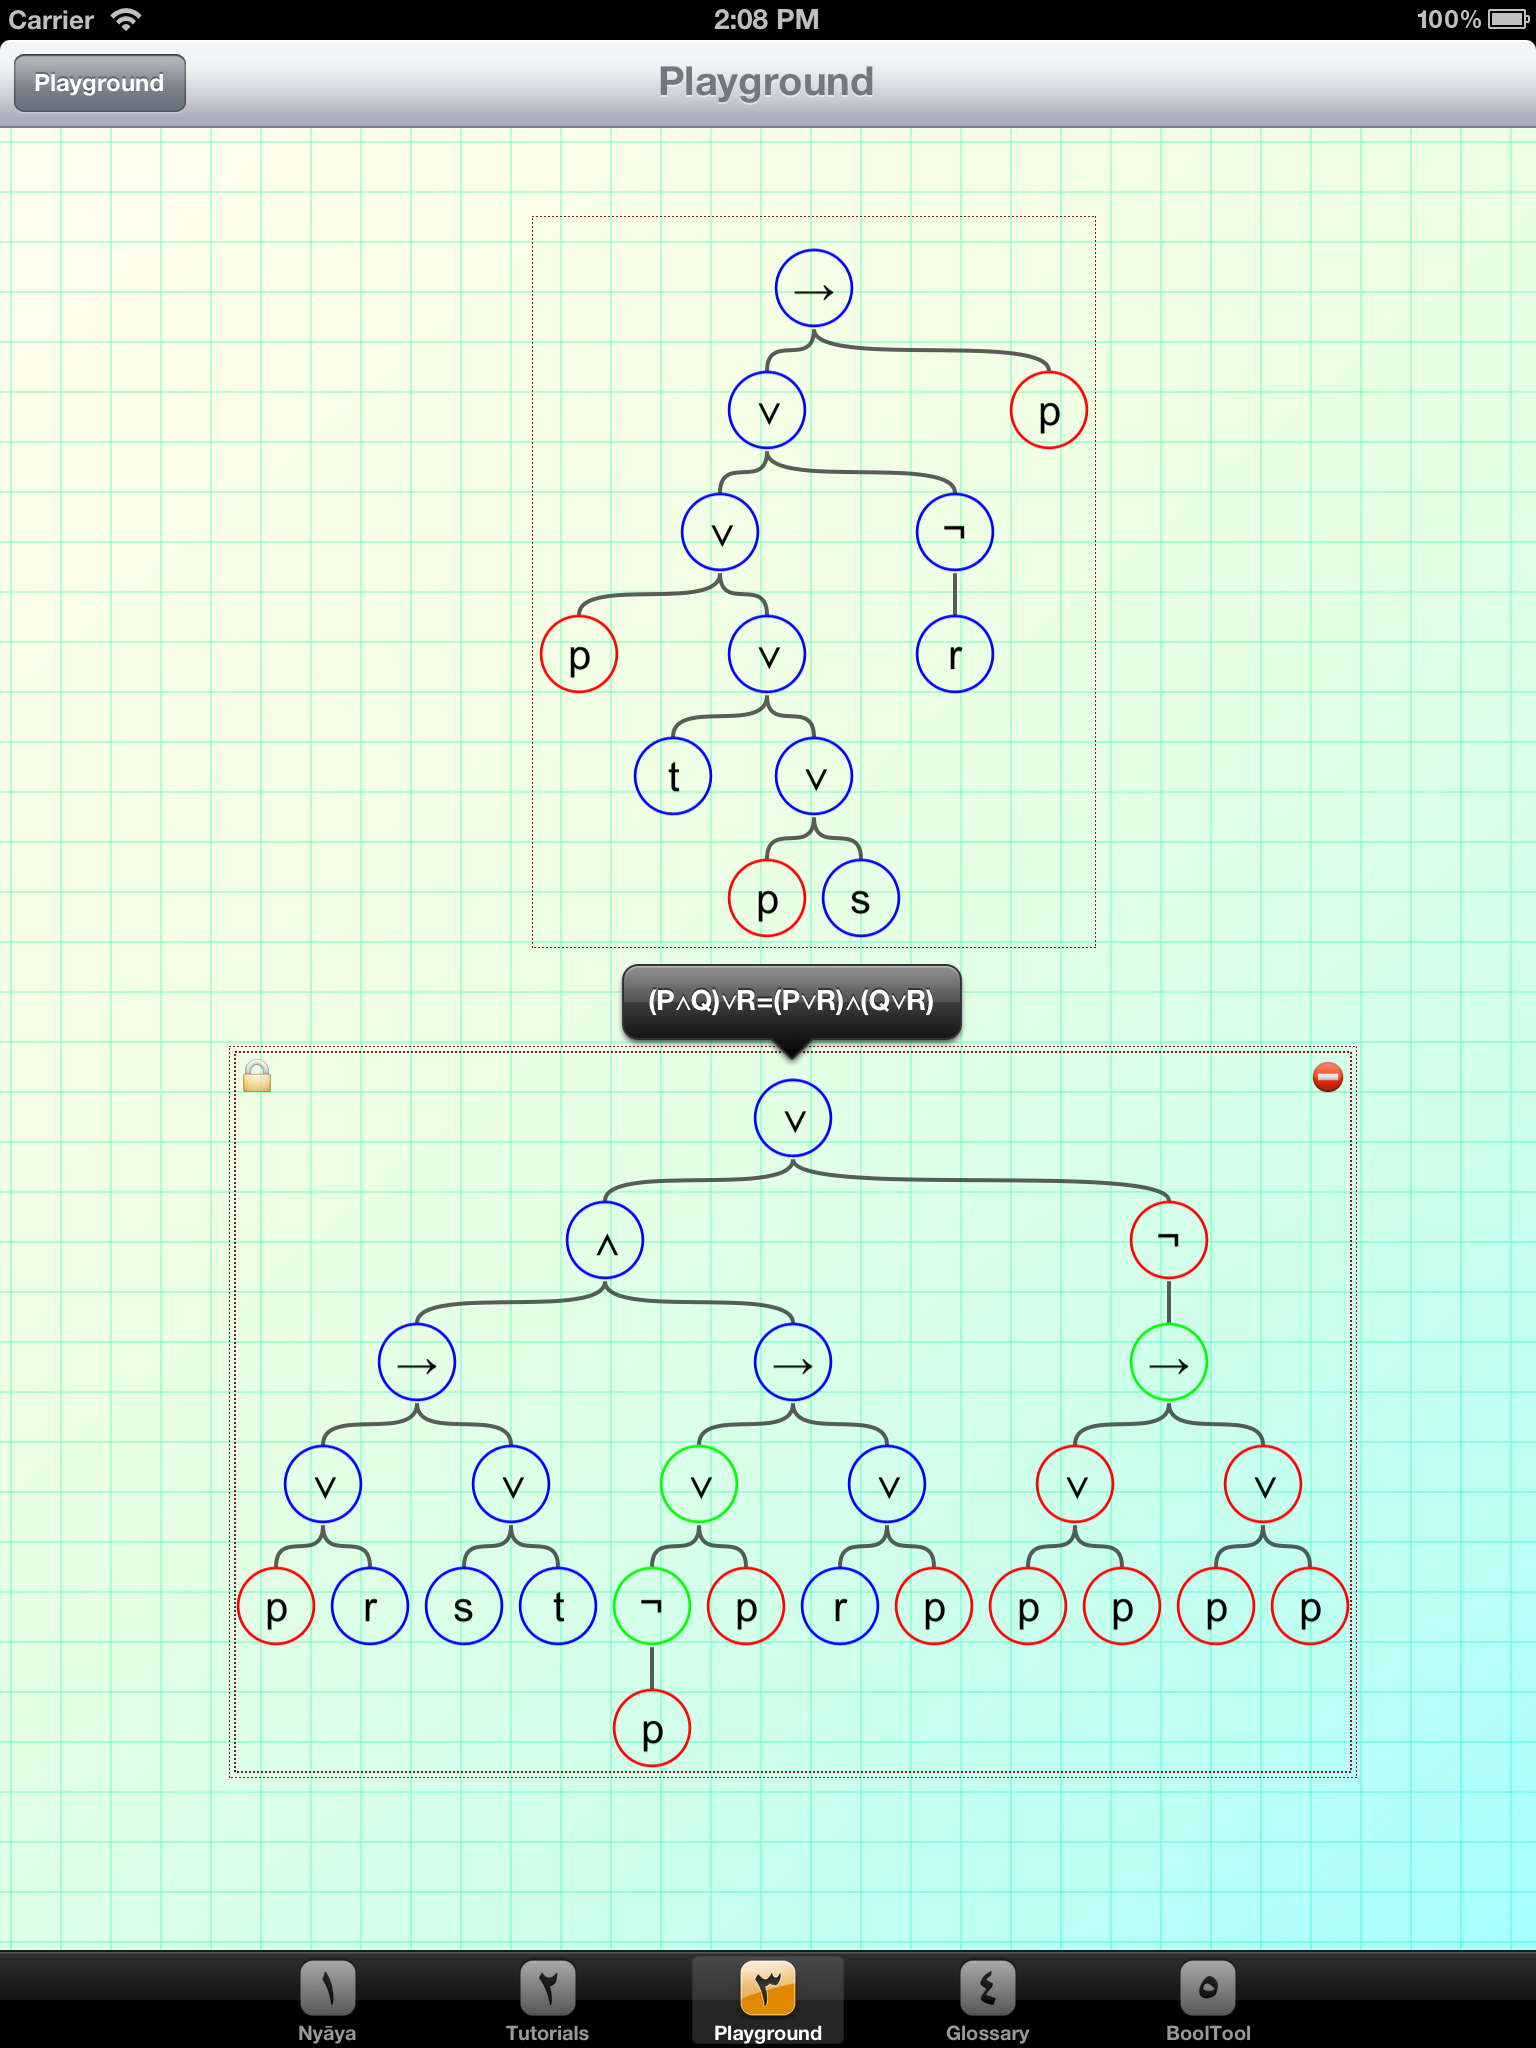 Carrier 2:08 PM 100%
Playground Playground
→
∨ p
∨ ¬
p ∨ r
t ∨
p s
(P∧Q)∨R=(P∨R)∧(Q∨R)
∨
∧ ¬
→ → →
∨ ∨ ∨ ∨ ∨ ∨
p r s t ¬ p r p p p p p
p
١ ٢ ٣ ٤ ٥
Nyāya Tutorials Playground Glossary BoolTool